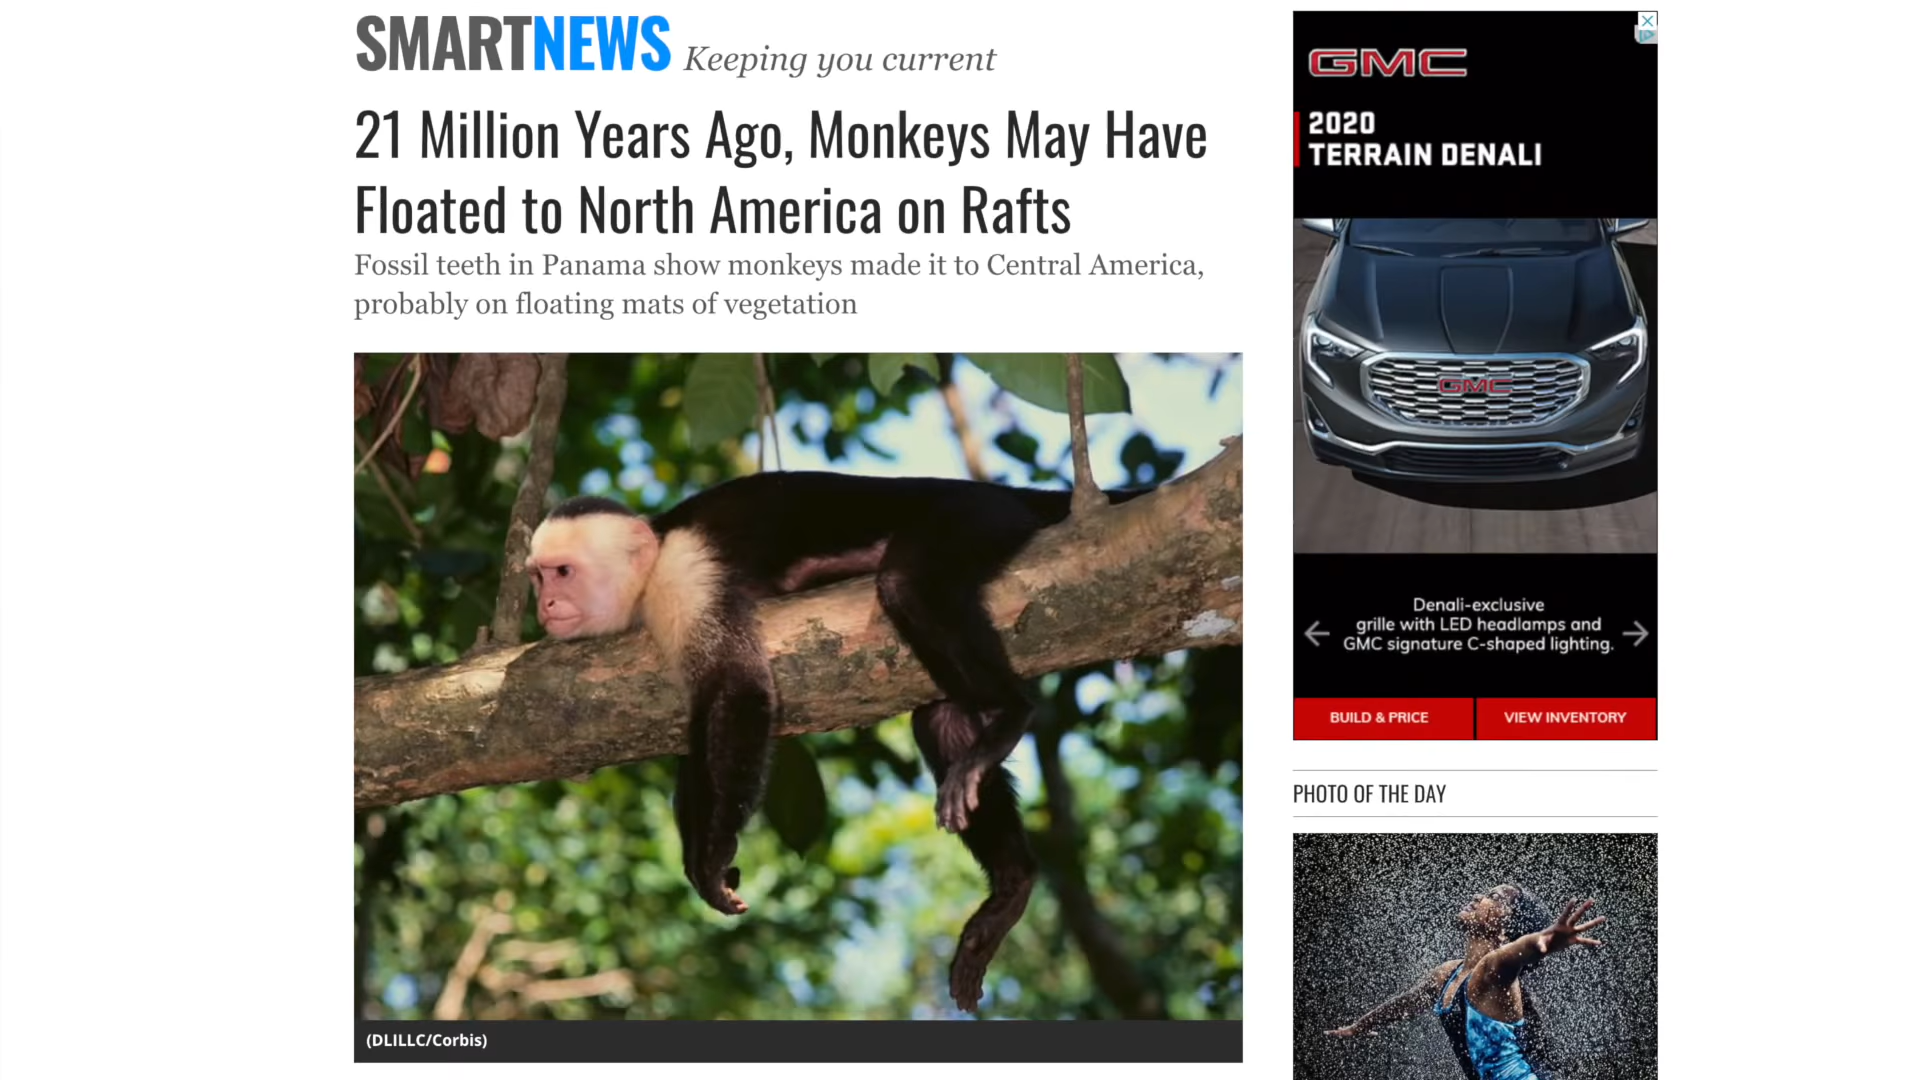 SMARTNEWS Keeping you current
21 Million Years Ago, Monkeys May Have
Floated to North America on Rafts
Fossil teeth in Panama show monkeys made it to Central America,
probably on floating mats of vegetation
(DLILLC/Corbis)
GMC
2020
TERRAIN DENALI
GMC
Denali-exclusive
grille with LED headlamps and
GMC signature C-shaped lighting.
BUILD & PRICE
VIEW INVENTORY
PHOTO OF THE DAY